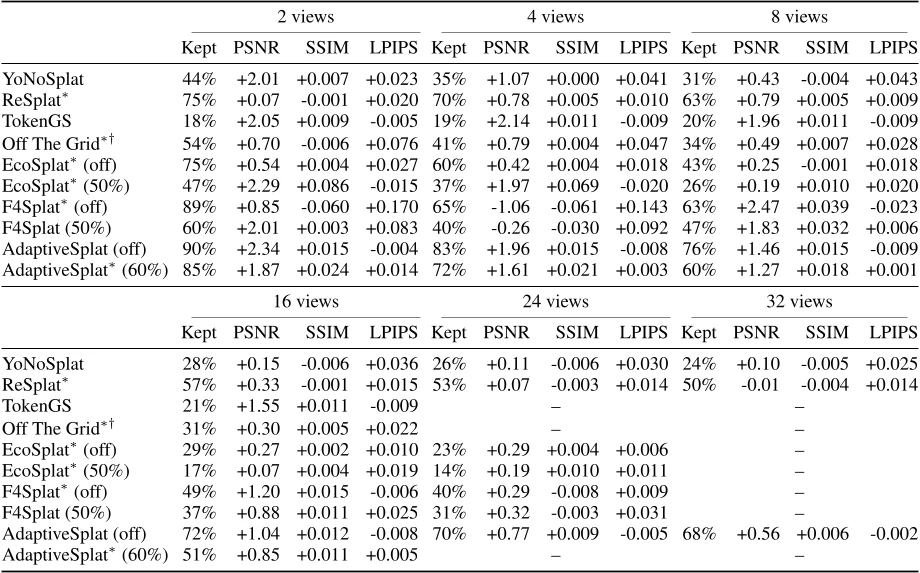 2 views 4 views 8 views
Kept PSNR SSIM LPIPS Kept PSNR SSIM LPIPS Kept PSNR SSIM LPIPS
YoNoSplat 44% +2.01 +0.007 +0.023 35% +1.07 +0.000 +0.041 31% +0.43 -0.004 +0.043
ReSplat* 75% +0.07 -0.001 +0.020 70% +0.78 +0.005 +0.010 63% +0.79 +0.005 +0.009
TokenGS 18% +2.05 +0.009 -0.005 19% +2.14 +0.011 -0.009 20% +1.96 +0.011 -0.009
Off The Grid*† 54% +0.70 -0.006 +0.076 41% +0.79 +0.004 +0.047 34% +0.49 +0.007 +0.028
EcoSplat* (off) 75% +0.54 +0.004 +0.027 60% +0.42 +0.004 +0.018 43% +0.25 -0.001 +0.018
EcoSplat* (50%) 47% +2.29 +0.086 -0.015 37% +1.97 +0.069 -0.020 26% +0.19 +0.010 +0.020
F4Splat* (off) 89% +0.85 -0.060 +0.170 65% -1.06 -0.061 +0.143 63% +2.47 +0.039 -0.023
F4Splat (50%) 60% +2.01 +0.003 +0.083 40% -0.26 -0.030 +0.092 47% +1.83 +0.032 +0.006
AdaptiveSplat (off) 90% +2.34 +0.015 -0.004 83% +1.96 +0.015 -0.008 76% +1.46 +0.015 -0.009
AdaptiveSplat* (60%) 85% +1.87 +0.024 +0.014 72% +1.61 +0.021 +0.003 60% +1.27 +0.018 +0.001
16 views 24 views 32 views
Kept PSNR SSIM LPIPS Kept PSNR SSIM LPIPS Kept PSNR SSIM LPIPS
YoNoSplat 28% +0.15 -0.006 +0.036 26% +0.11 -0.006 +0.030 24% +0.10 -0.005 +0.025
ReSplat* 57% +0.33 -0.001 +0.015 53% +0.07 -0.003 +0.014 50% -0.01 -0.004 +0.014
TokenGS 21% +1.55 +0.011 -0.009 – –
Off The Grid*† 31% +0.30 +0.005 +0.022 – –
EcoSplat* (off) 29% +0.27 +0.002 +0.010 23% +0.29 +0.004 +0.006 –
EcoSplat* (50%) 17% +0.07 +0.004 +0.019 14% +0.19 +0.010 +0.011 –
F4Splat* (off) 49% +1.20 +0.015 -0.006 40% +0.29 -0.008 +0.009 –
F4Splat (50%) 37% +0.88 +0.011 +0.025 31% +0.32 -0.003 +0.031 –
AdaptiveSplat (off) 72% +1.04 +0.012 -0.008 70% +0.77 +0.009 -0.005 68% +0.56 +0.006 -0.002
AdaptiveSplat* (60%) 51% +0.85 +0.011 +0.005 – –